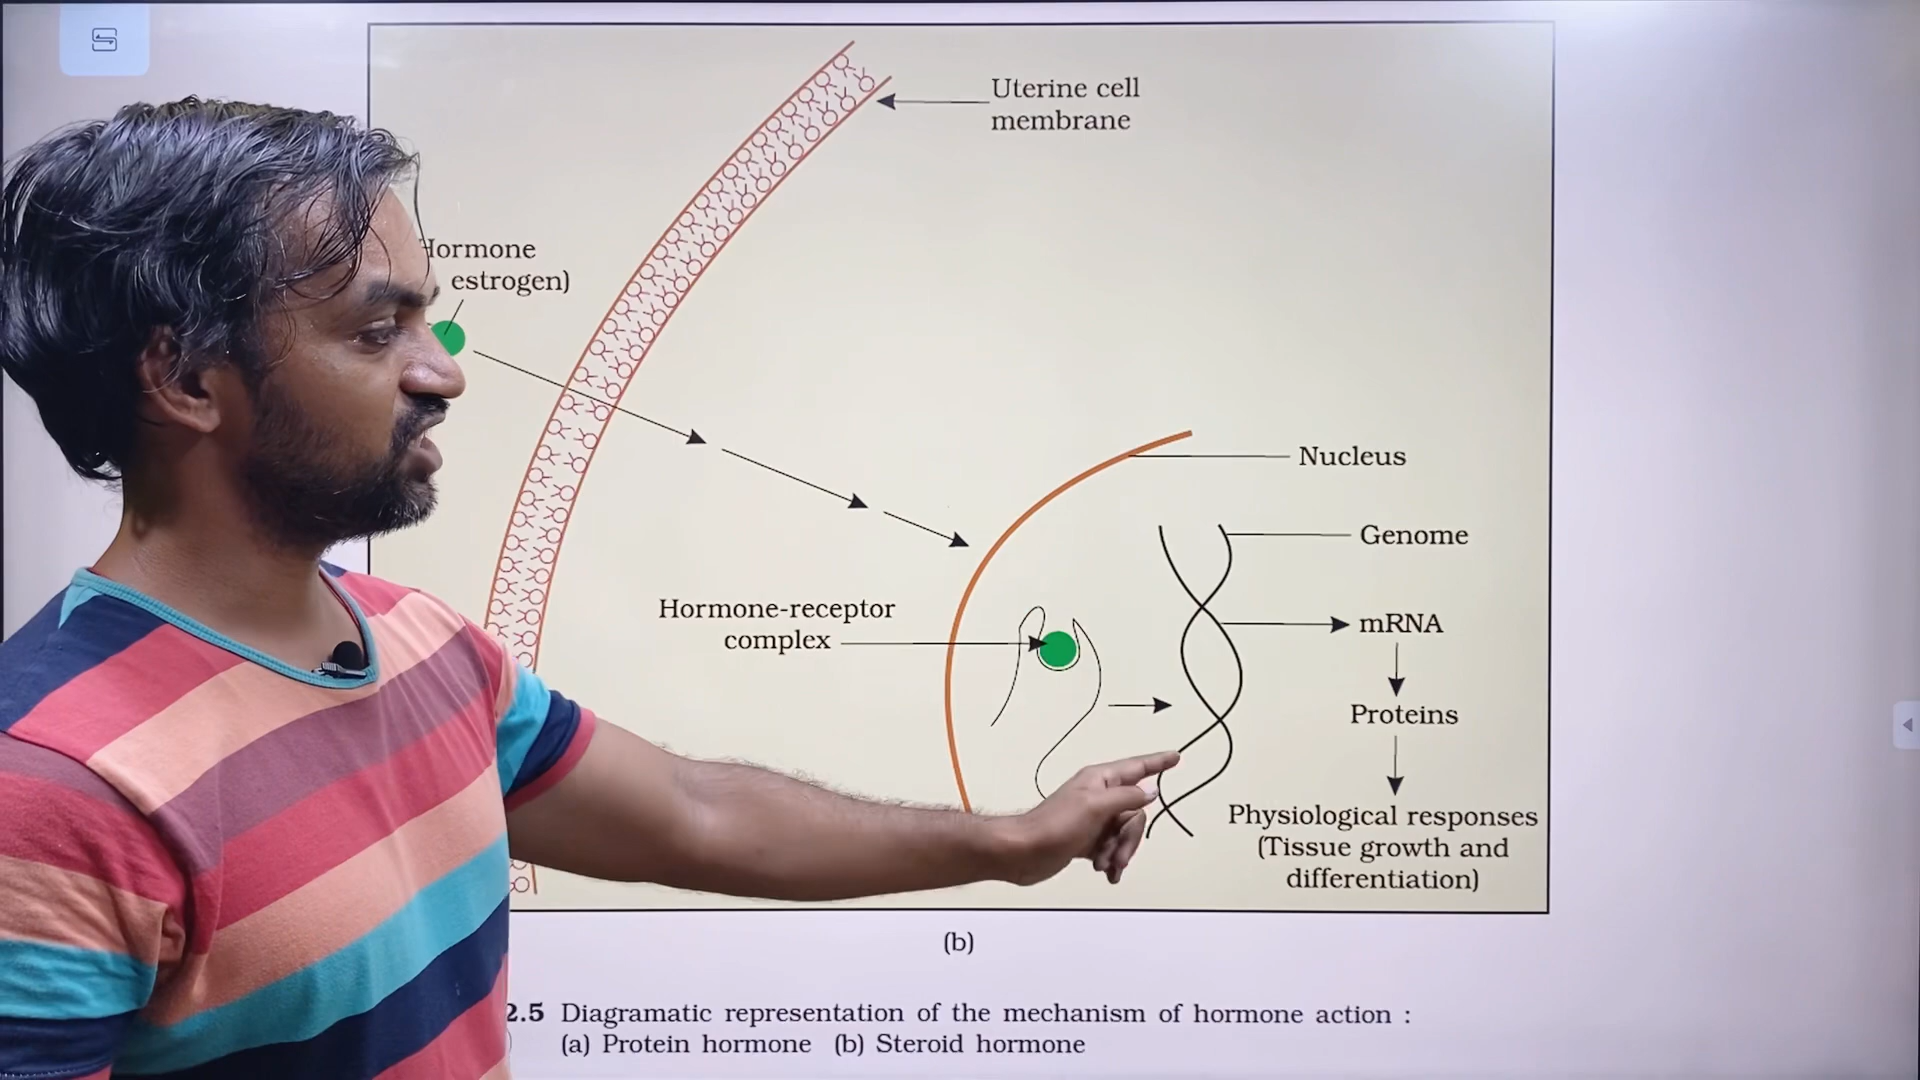 Uterine cell
membrane
Hormone
estrogen)
Nucleus
Genome
Hormone-receptor
complex
mRNA
Proteins
Physiological responses
(Tissue growth and
differentiation)
(b)
2.5 Diagramatic representation of the mechanism of hormone action :
(a) Protein hormone (b) Steroid hormone